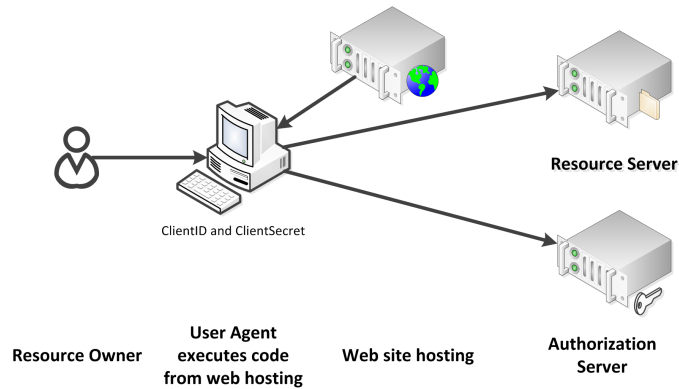 Resource Server
ClientID and ClientSecret
Resource Owner
User Agent
executes code
from web hosting
Web site hosting
Authorization
Server